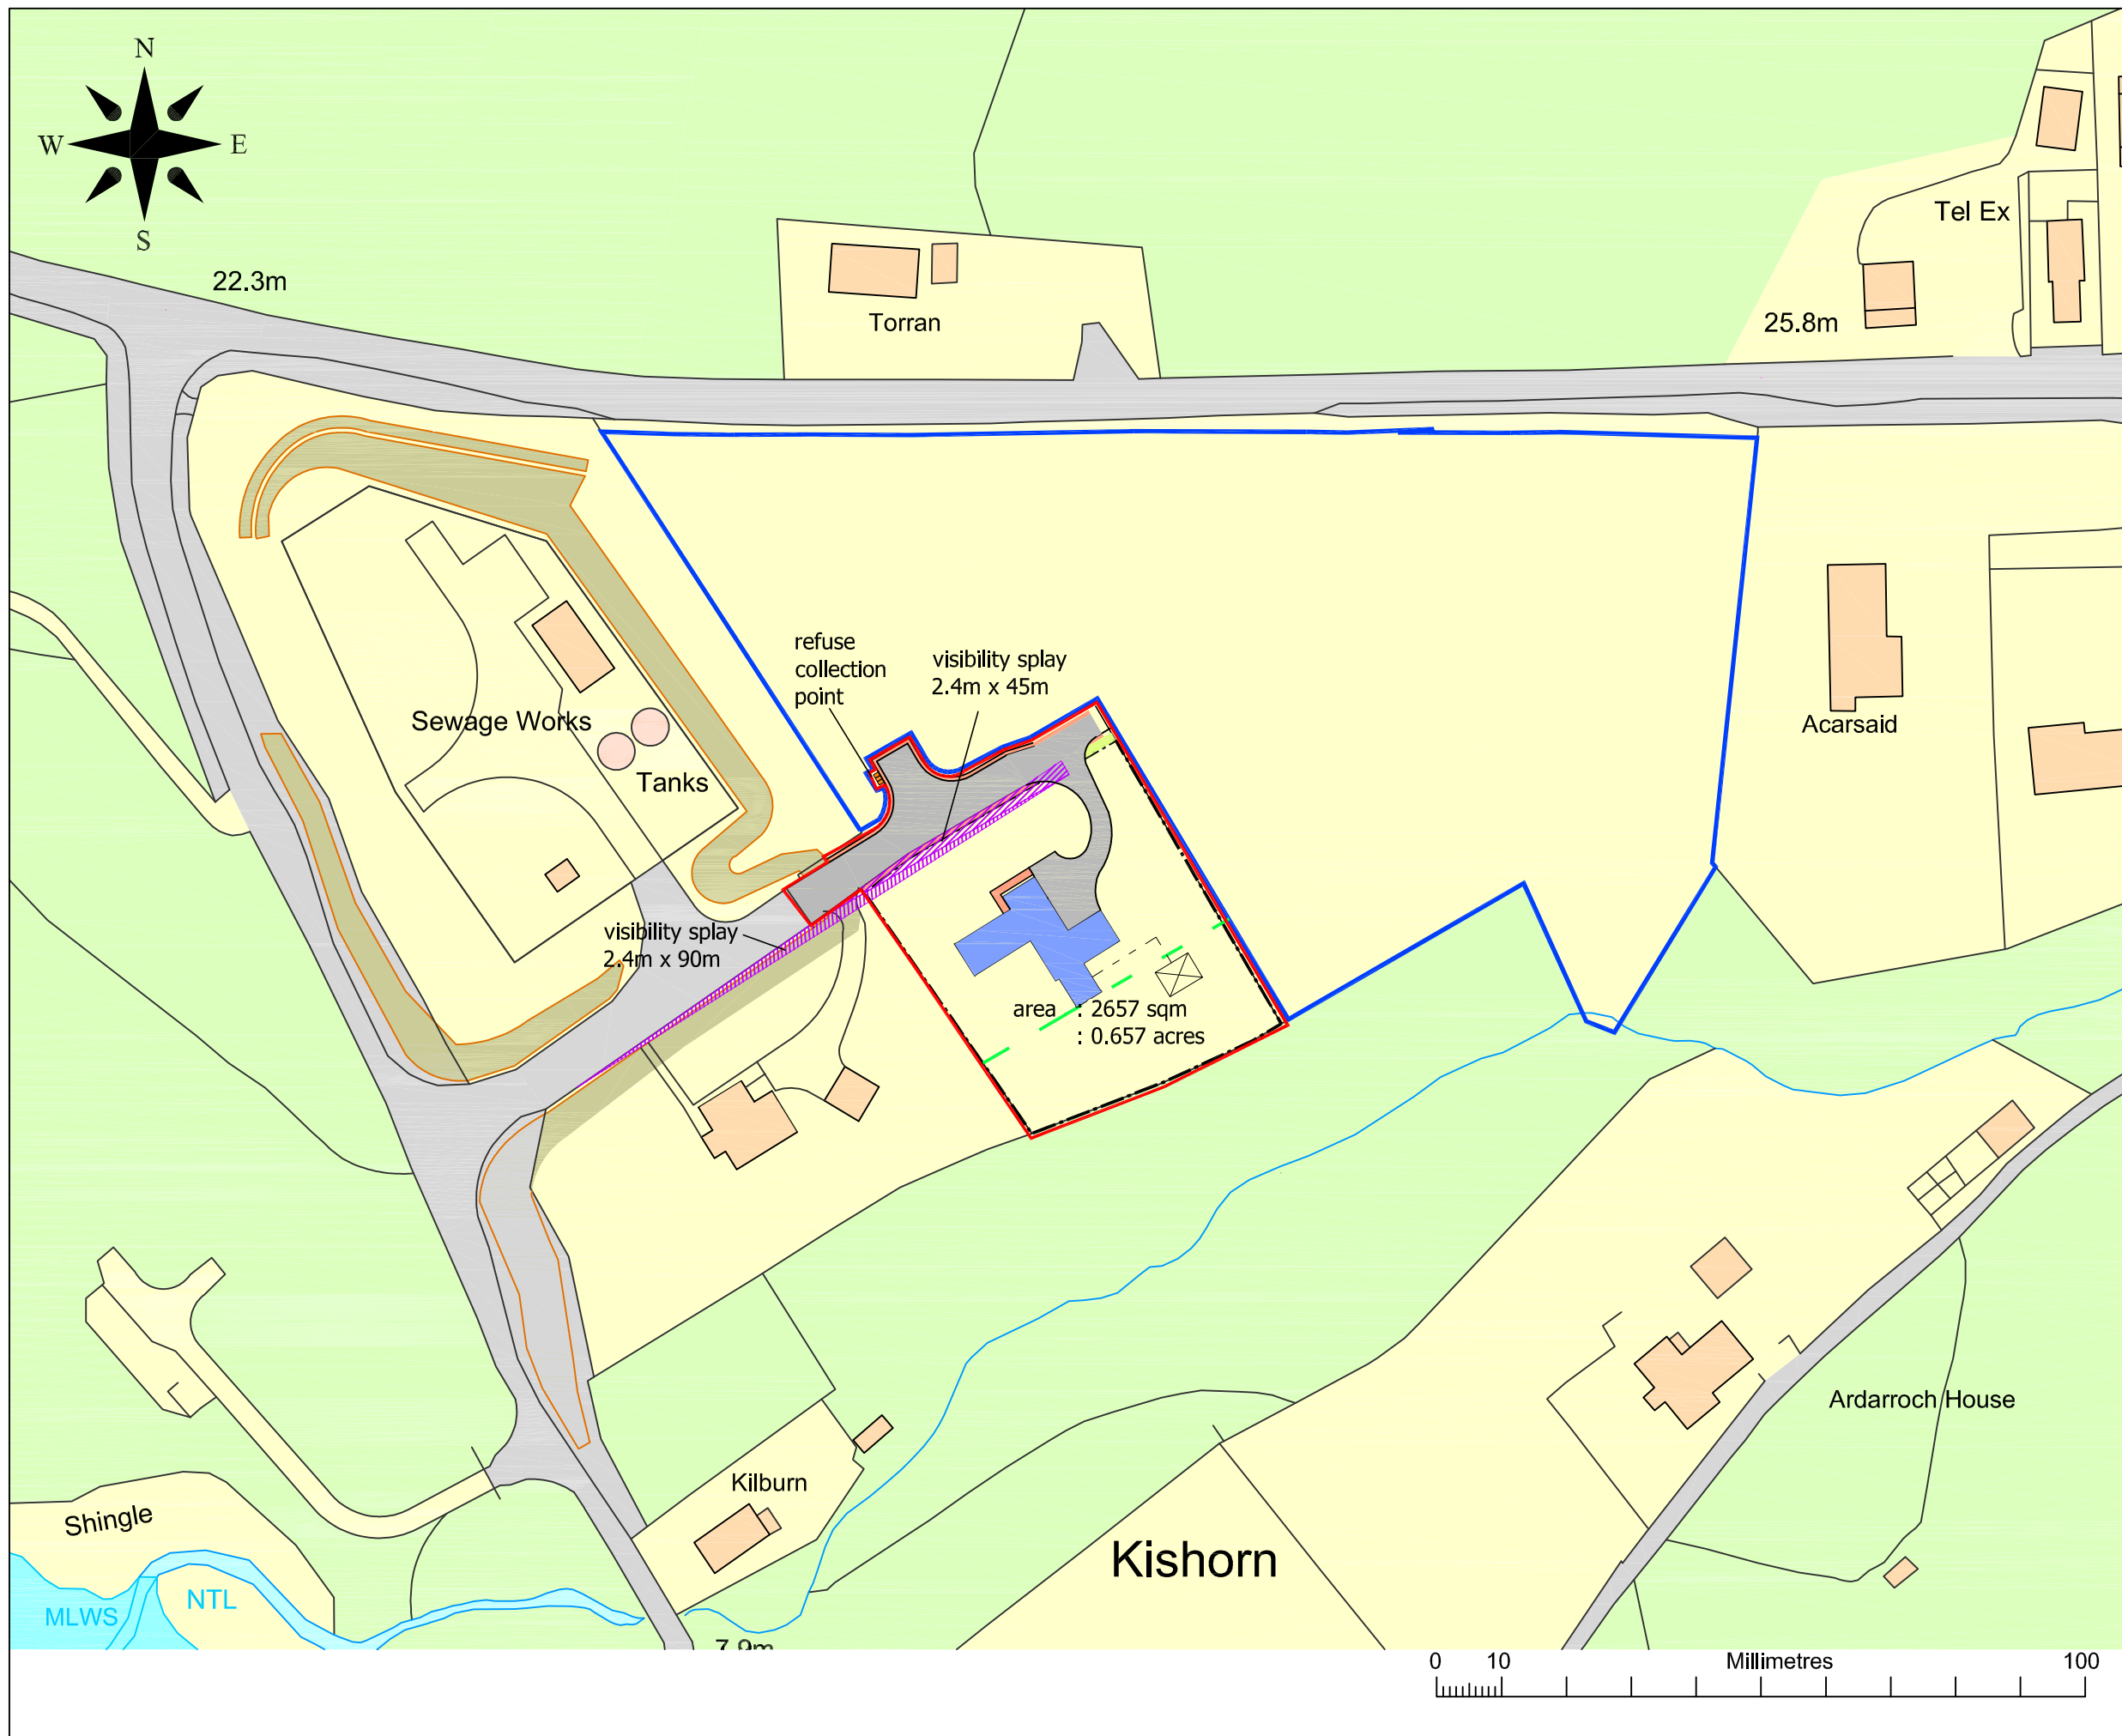 N
W
E
S
22.3m
Tel Ex
Torran
25.8m
refuse
collection
point
visibility splay
2.4m x 45m
Sewage Works
Acarsaid
Tanks
visibility splay
2.4m x 90m
area : 2657 sqm
: 0.657 acres
Ardarroch House
Kilburn
Shingle
Kishorn
NTL
MLWS
7.9m
0 10 Millimetres 100